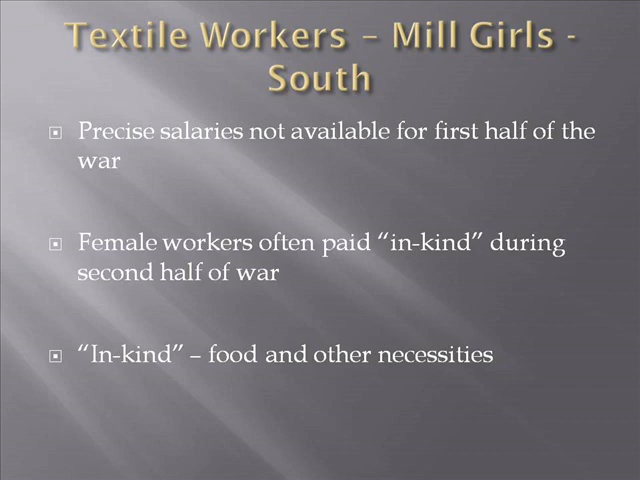 Textile Workers – Mill Girls -
South
Precise salaries not available for first half of the
war
Female workers often paid “in-kind” during
second half of war
“In-kind” – food and other necessities